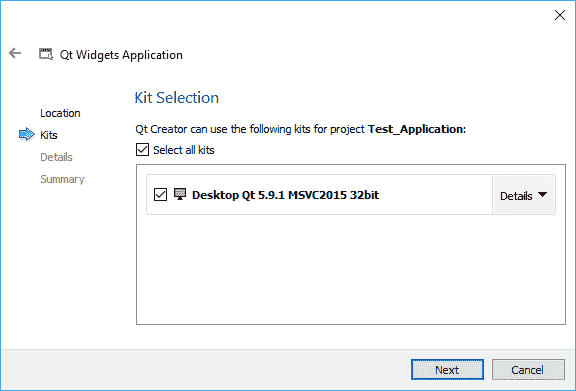 Qt Widgets Application
Location
Kits
Details
Summary
Kit Selection
Qt Creator can use the following kits for project Test_Application:
Select all kits
Desktop Qt 5.9.1 MSVC2015 32bit
Details
Next
Cancel